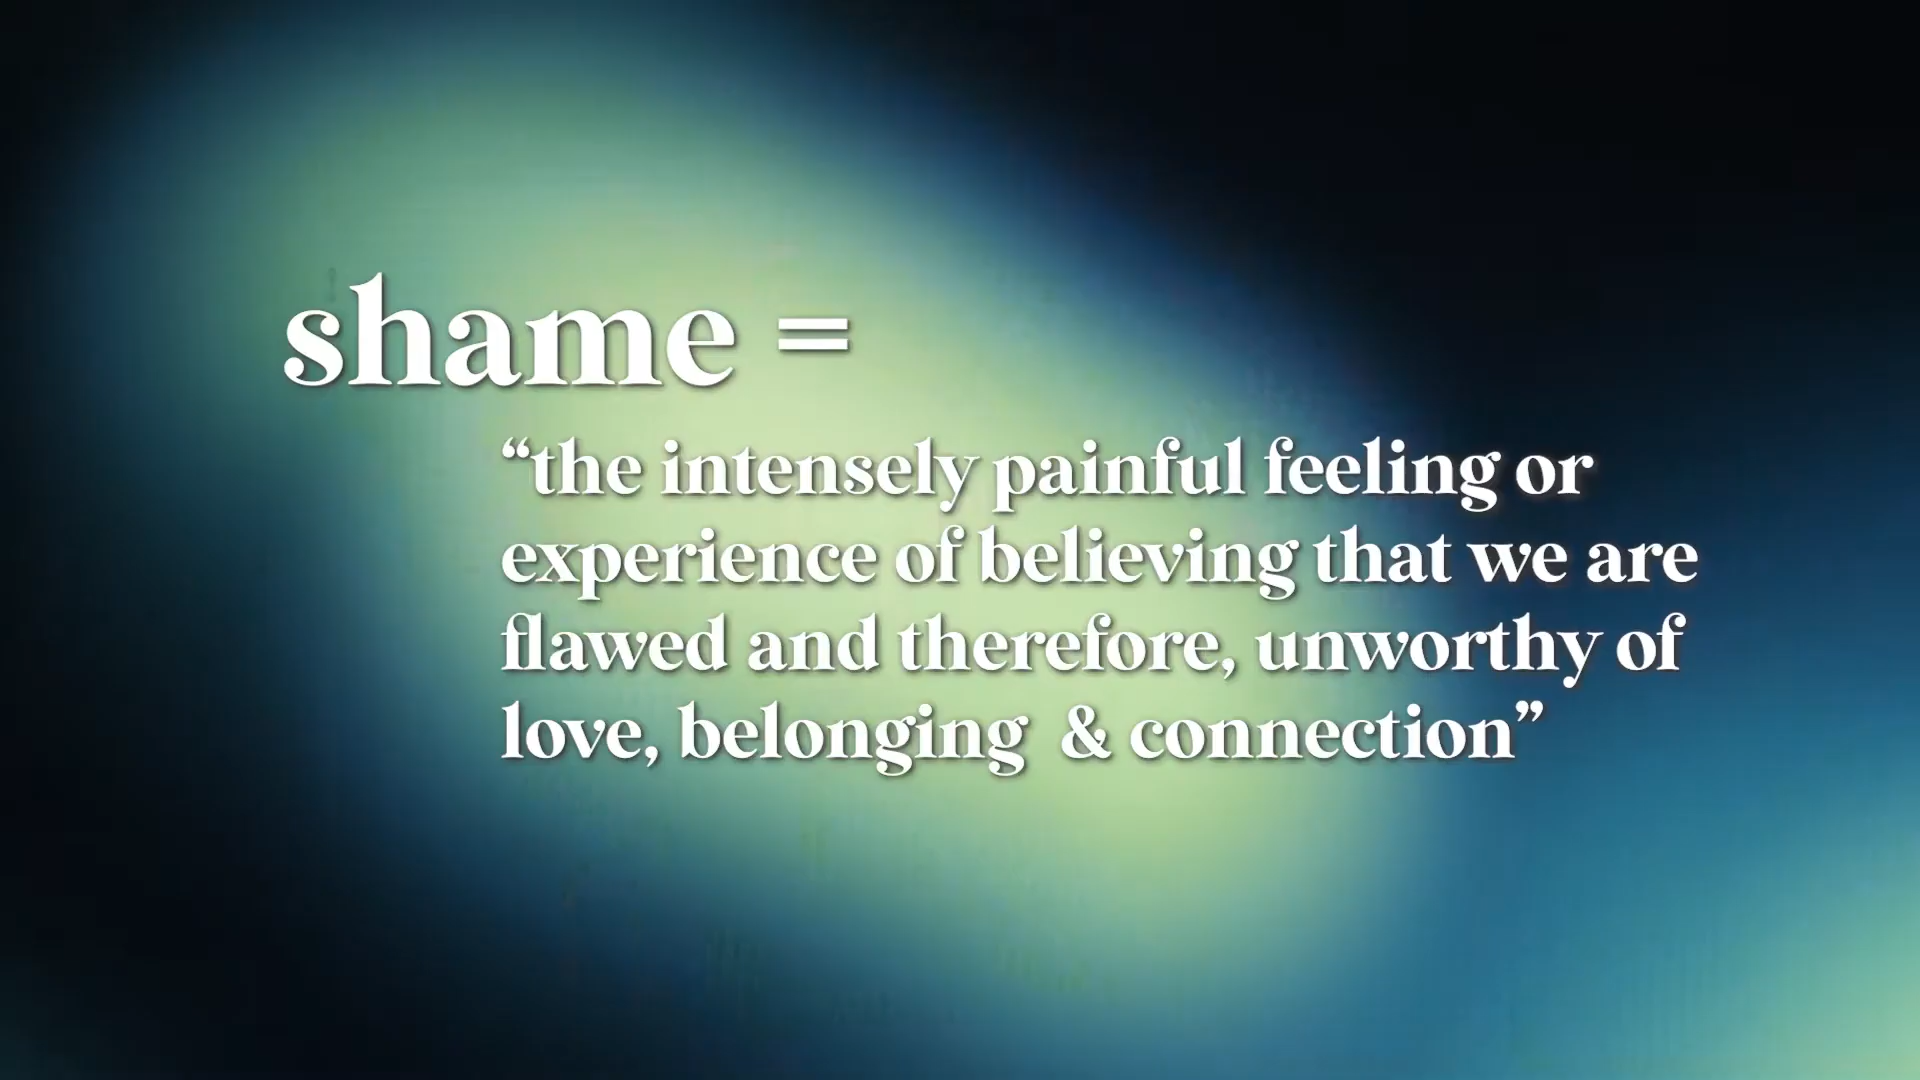 shame =
“the intensely painful feeling or
experience of believing that we are
flawed and therefore, unworthy of
love, belonging  & connection”